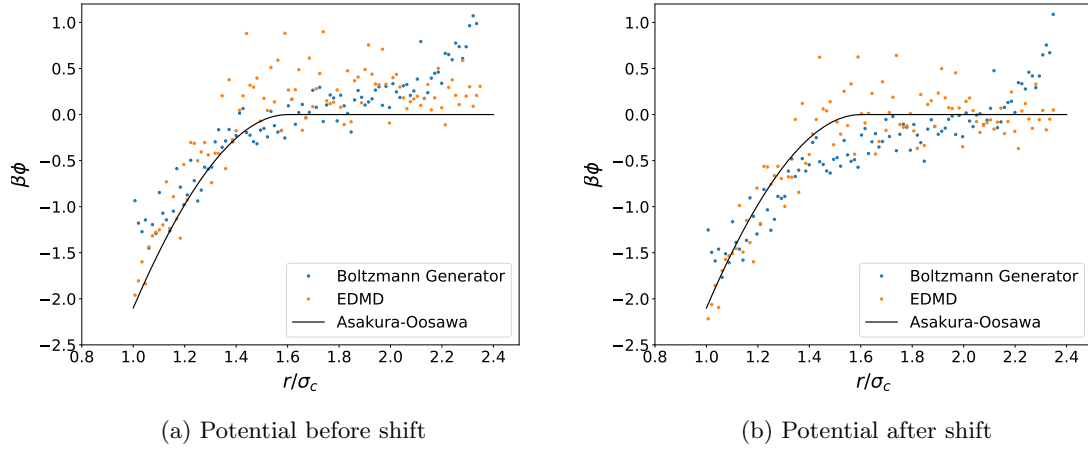 1.0
0.5
0.0
−0.5
−1.0
−1.5
−2.0
−2.5
0.8 1.0 1.2 1.4 1.6 1.8 2.0 2.2 2.4
βϕ
r/σc
Boltzmann Generator
EDMD
Asakura-Oosawa
(a) Potential before shift
1.0
0.5
0.0
−0.5
−1.0
−1.5
−2.0
−2.5
0.8 1.0 1.2 1.4 1.6 1.8 2.0 2.2 2.4
βϕ
r/σc
Boltzmann Generator
EDMD
Asakura-Oosawa
(b) Potential after shift